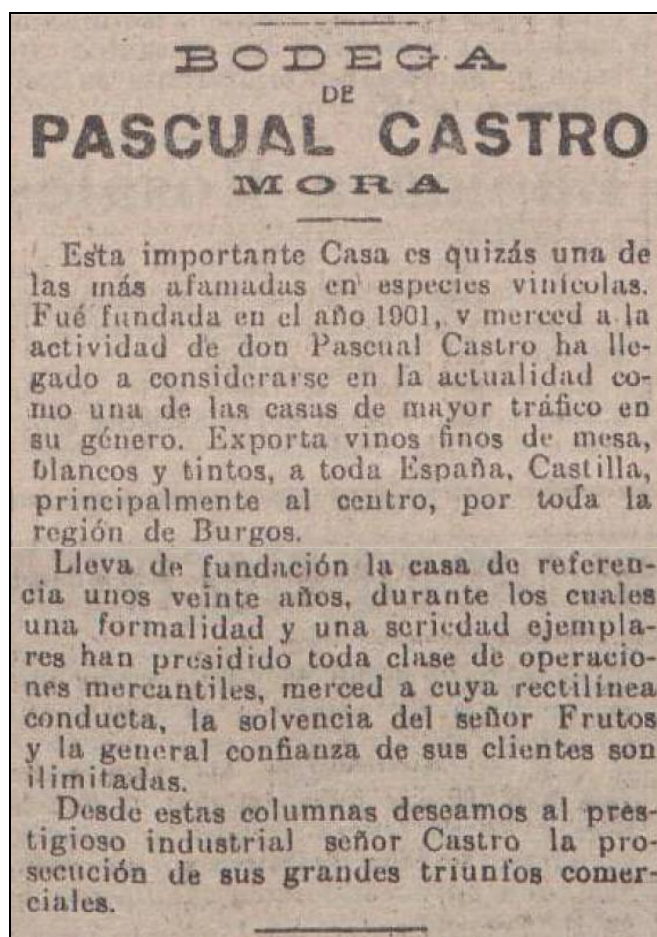 BODEGA
DE
PASCUAL CASTRO
MORA
Esta importante Casa es quizás una de
las más afamadas en especies vinícolas.
Fué fundada en el año 1901, y merced a la
actividad de don Pascual Castro ha lle-
gado a considerarse en la actualidad co-
mo una de las casas de mayor tráfico en
su género. Exporta vinos finos de mesa,
blancos y tintos, a toda España, Castilla,
principalmente al centro, por toda la
región de Burgos.
Lleva de fundación la casa de referen-
cia unos veinte años, durante los cuales
una formalidad y una seriedad ejempla-
res han presidido toda clase de operacio-
nes mercantiles, merced a cuya rectilínea
conducta, la solvencia del señor Frutos
y la general confianza de sus clientes son
ilimitadas.
Desde estas columnas deseamos al pres-
tigioso industrial señor Castro la pro-
secución de sus grandes triunfos comer-
ciales.